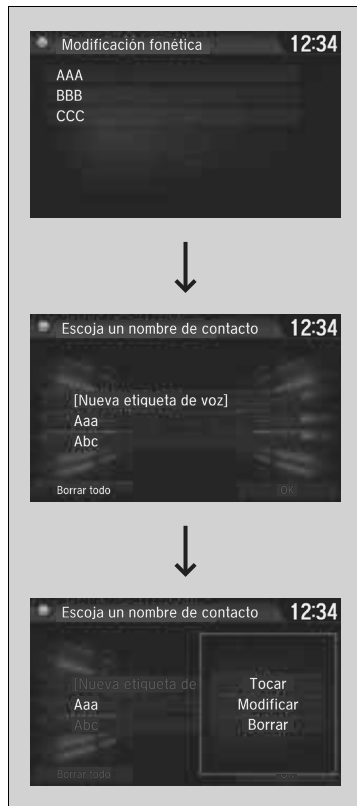 Modificación fonética 12:34
AAA
BBB
CCC
Escoja un nombre de contacto 12:34
[Nueva etiqueta de voz]
Aaa
Abc
Borrar todo OK
Escoja un nombre de contacto 12:34
[Nueva etiqueta de
Aaa
Abc
Tocar
Modificar
Borrar
Borrar todo